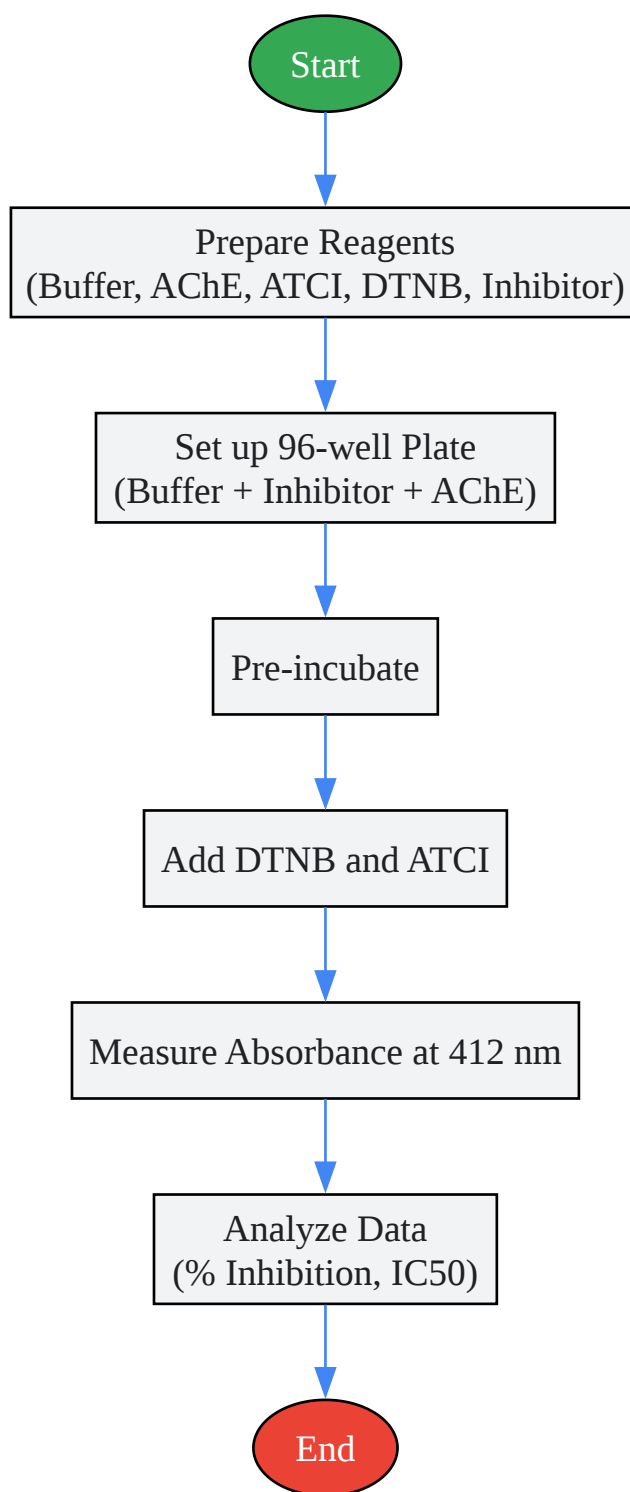 Start
Prepare Reagents
(Buffer, AChE, ATCI, DTNB, Inhibitor)
Set up 96-well Plate
(Buffer + Inhibitor + AChE)
Pre-incubate
Add DTNB and ATCI
Measure Absorbance at 412 nm
Analyze Data
(% Inhibition, IC50)
End